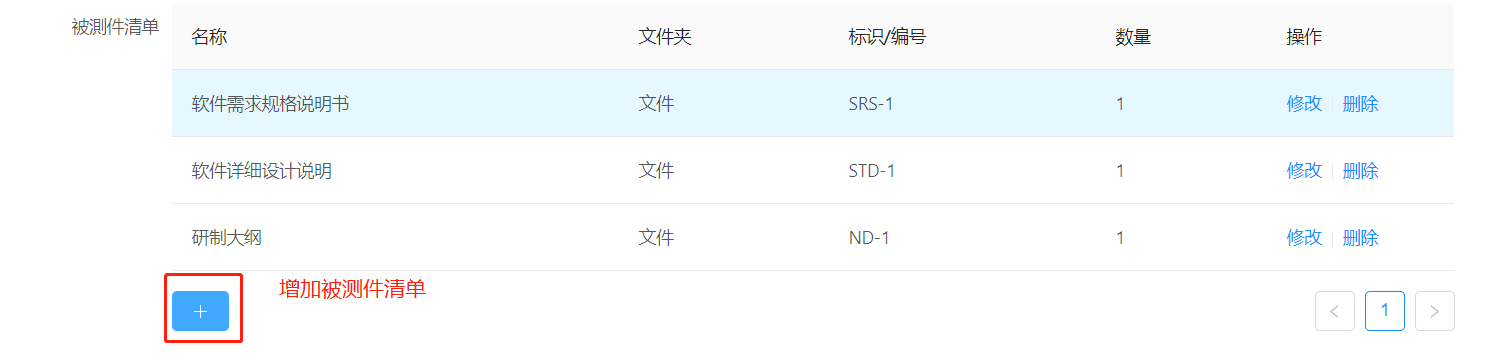 被测件清单 名称 文件夹 标识/编号 数量 操作
软件需求规格说明书 文件 SRS-1 1 修改 删除
软件详细设计说明 文件 STD-1 1 修改 删除
研制大纲 文件 ND-1 1 修改 删除
增加被测件清单
+ < 1 >